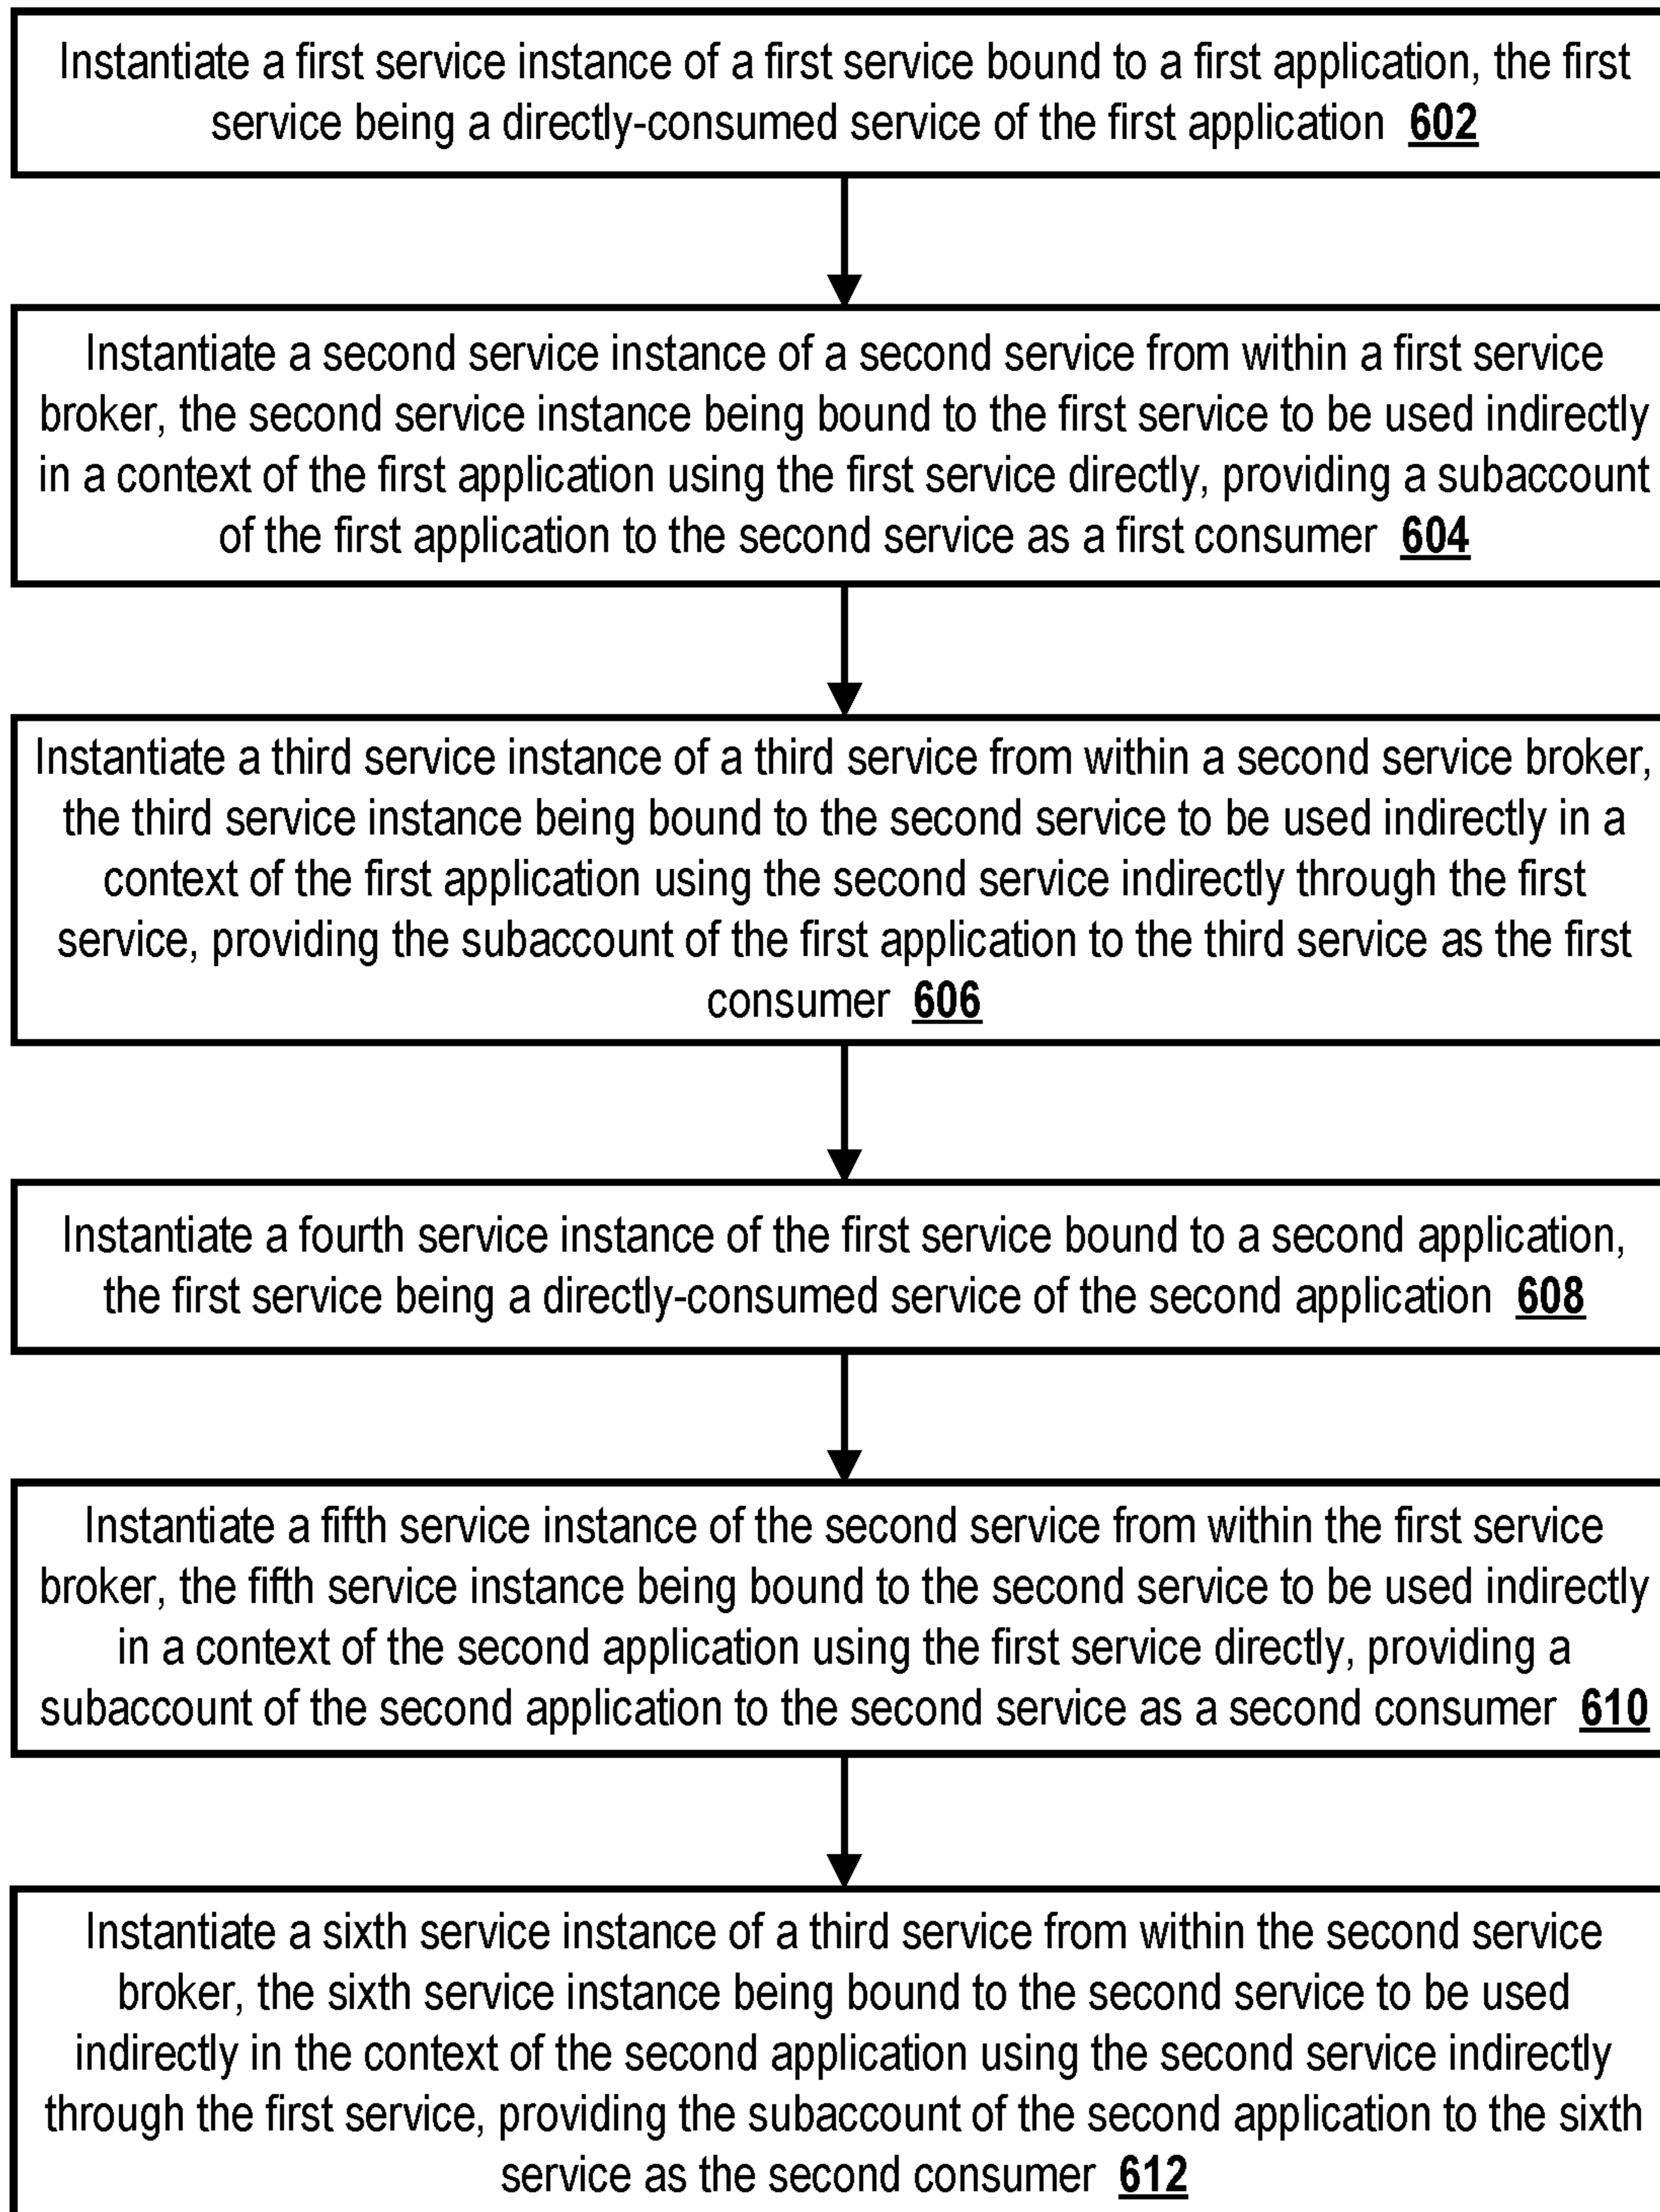 Instantiate a first service instance of a first service bound to a first application, the first
service being a directly-consumed service of the first application 602
Instantiate a second service instance of a second service from within a first service
broker, the second service instance being bound to the first service to be used indirectly
in a context of the first application using the first service directly, providing a subaccount
of the first application to the second service as a first consumer 604
Instantiate a third service instance of a third service from within a second service broker,
the third service instance being bound to the second service to be used indirectly in a
context of the first application using the second service indirectly through the first
service, providing the subaccount of the first application to the third service as the first
consumer 606
Instantiate a fourth service instance of the first service bound to a second application,
the first service being a directly-consumed service of the second application 608
Instantiate a fifth service instance of the second service from within the first service
broker, the fifth service instance being bound to the second service to be used indirectly
in a context of the second application using the first service directly, providing a
subaccount of the second application to the second service as a second consumer 610
Instantiate a sixth service instance of a third service from within the second service
broker, the sixth service instance being bound to the second service to be used
indirectly in the context of the second application using the second service indirectly
through the first service, providing the subaccount of the second application to the sixth
service as the second consumer 612